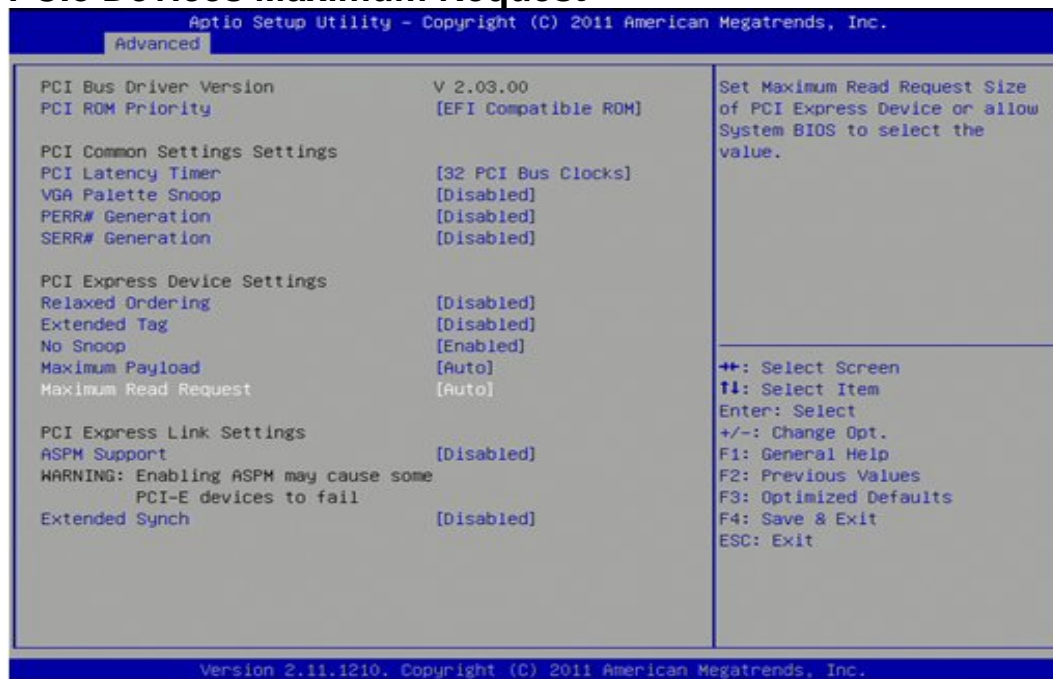 PCIe Devices Maximum Request
Aptio Setup Utility – Copyright (C) 2011 American Megatrends, Inc.
Advanced
PCI Bus Driver Version V 2.03.00
PCI ROM Priority [EFI Compatible ROM]
PCI Common Settings Settings
PCI Latency Timer [32 PCI Bus Clocks]
VGA Palette Snoop [Disabled]
PERR# Generation [Disabled]
SERR# Generation [Disabled]
PCI Express Device Settings
Relaxed Ordering [Disabled]
Extended Tag [Disabled]
No Snoop [Enabled]
Maximum Payload [Auto]
Maximum Read Request [Auto]
PCI Express Link Settings
ASPM Support [Disabled]
WARNING: Enabling ASPM may cause some
PCI-E devices to fail
Extended Synch [Disabled]
Set Maximum Read Request Size
of PCI Express Device or allow
System BIOS to select the
value.
→←: Select Screen
↑↓: Select Item
Enter: Select
+/-: Change Opt.
F1: General Help
F2: Previous Values
F3: Optimized Defaults
F4: Save & Exit
ESC: Exit
Version 2.11.1210. Copyright (C) 2011 American Megatrends, Inc.